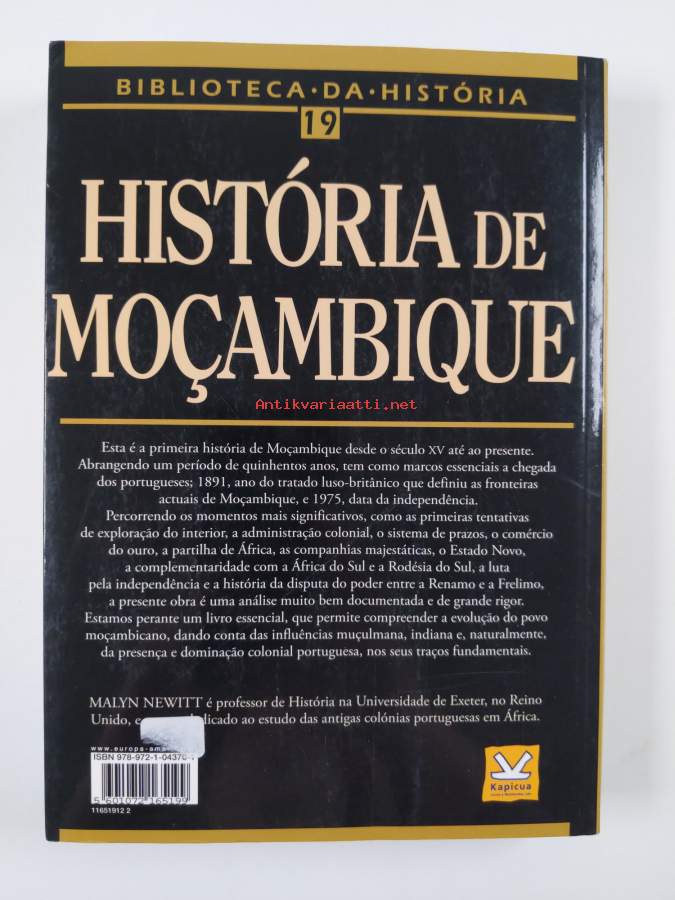 BIBLIOTECA·DA·HISTÓRIA
19
HISTÓRIA DE
MOÇAMBIQUE
Antikvariaatti.net
Esta é a primeira história de Moçambique desde o século XV até ao presente.
Abrangendo um período de quinhentos anos, tem como marcos essenciais a chegada
dos portugueses; 1891, ano do tratado luso-britânico que definiu as fronteiras
actuais de Moçambique, e 1975, data da independência.
Percorrendo os momentos mais significativos, como as primeiras tentativas
de exploração do interior, a administração colonial, o sistema de prazos, o comércio
do ouro, a partilha de África, as companhias majestáticas, o Estado Novo,
a complementaridade com a África do Sul e a Rodésia do Sul, a luta
pela independência e a história da disputa do poder entre a Renamo e a Frelimo,
a presente obra é uma análise muito bem documentada e de grande rigor.
Estamos perante um livro essencial, que permite compreender a evolução do povo
moçambicano, dando conta das influências muçulmana, indiana e, naturalmente,
da presença e dominação colonial portuguesa, nos seus traços fundamentais.
MALYN NEWITT é professor de História na Universidade de Exeter, no Reino
Unido, ao estudo das antigas colónias portuguesas em África.
ISBN 978-972-1-04370
5601072165199
11651912 2
Kapicua